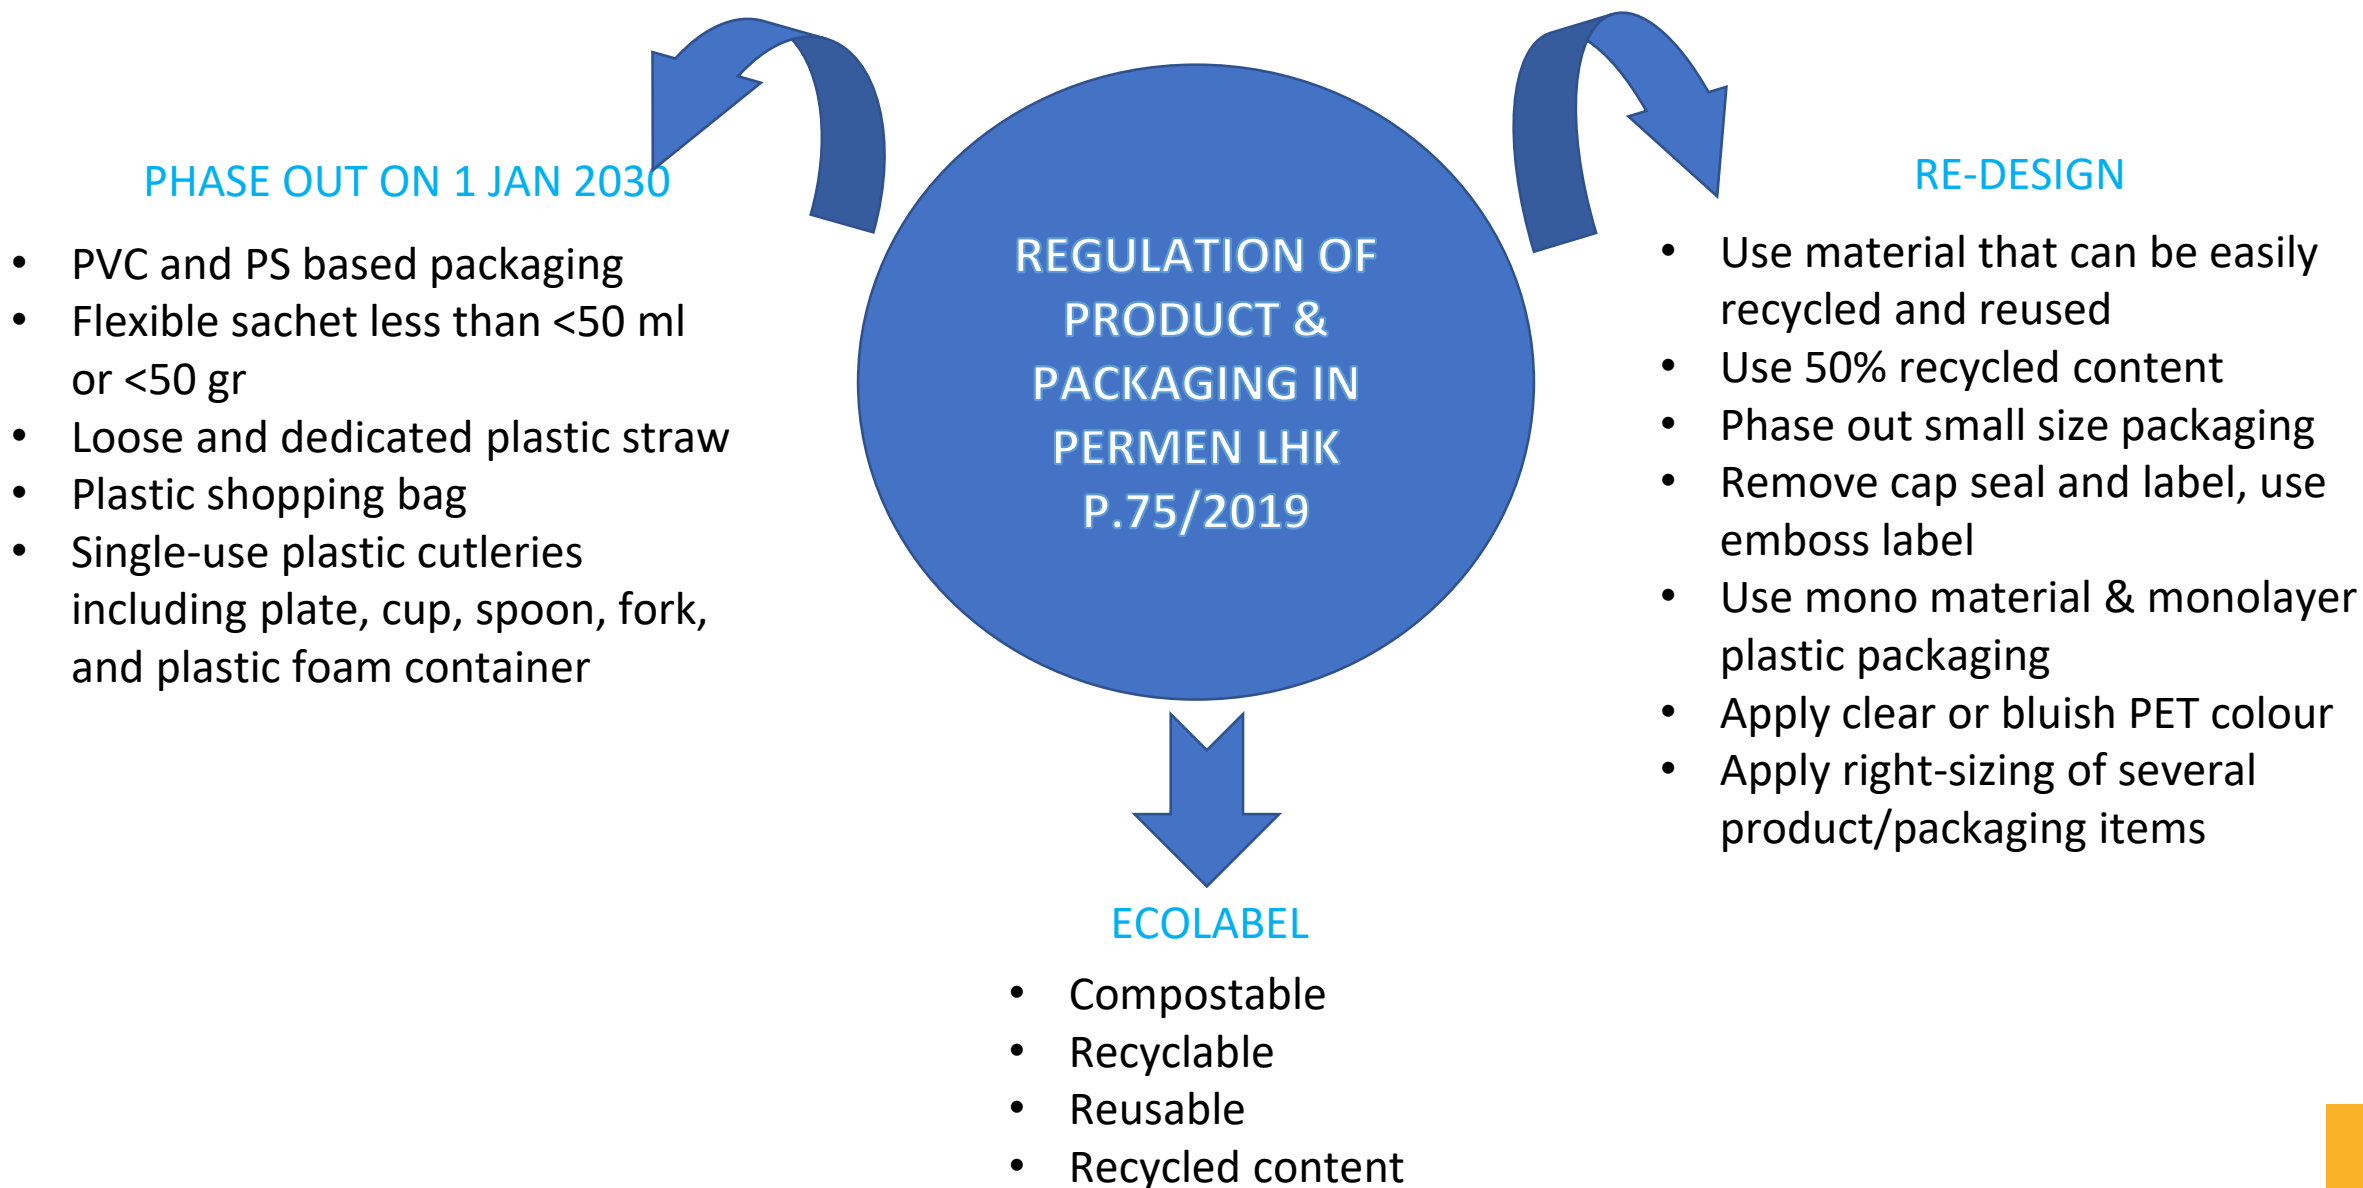 PHASE OUT ON 1 JAN 2030
• PVC and PS based packaging
• Flexible sachet less than <50 ml
or <50 gr
• Loose and dedicated plastic straw
• Plastic shopping bag
• Single-use plastic cutleries
including plate, cup, spoon, fork,
and plastic foam container
REGULATION OF
PRODUCT &
PACKAGING IN
PERMEN LHK
P.75/2019
RE-DESIGN
• Use material that can be easily
recycled and reused
• Use 50% recycled content
• Phase out small size packaging
• Remove cap seal and label, use
emboss label
• Use mono material & monolayer
plastic packaging
• Apply clear or bluish PET colour
• Apply right-sizing of several
product/packaging items
ECOLABEL
• Compostable
• Recyclable
• Reusable
• Recycled content